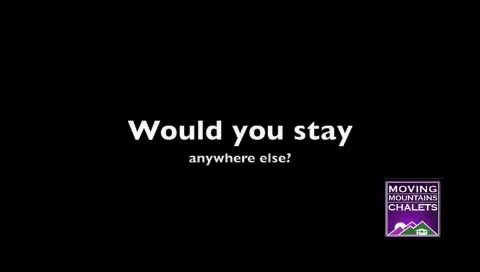 Would you stay
anywhere else?
MOVING
MOUNTAINS
CHALETS